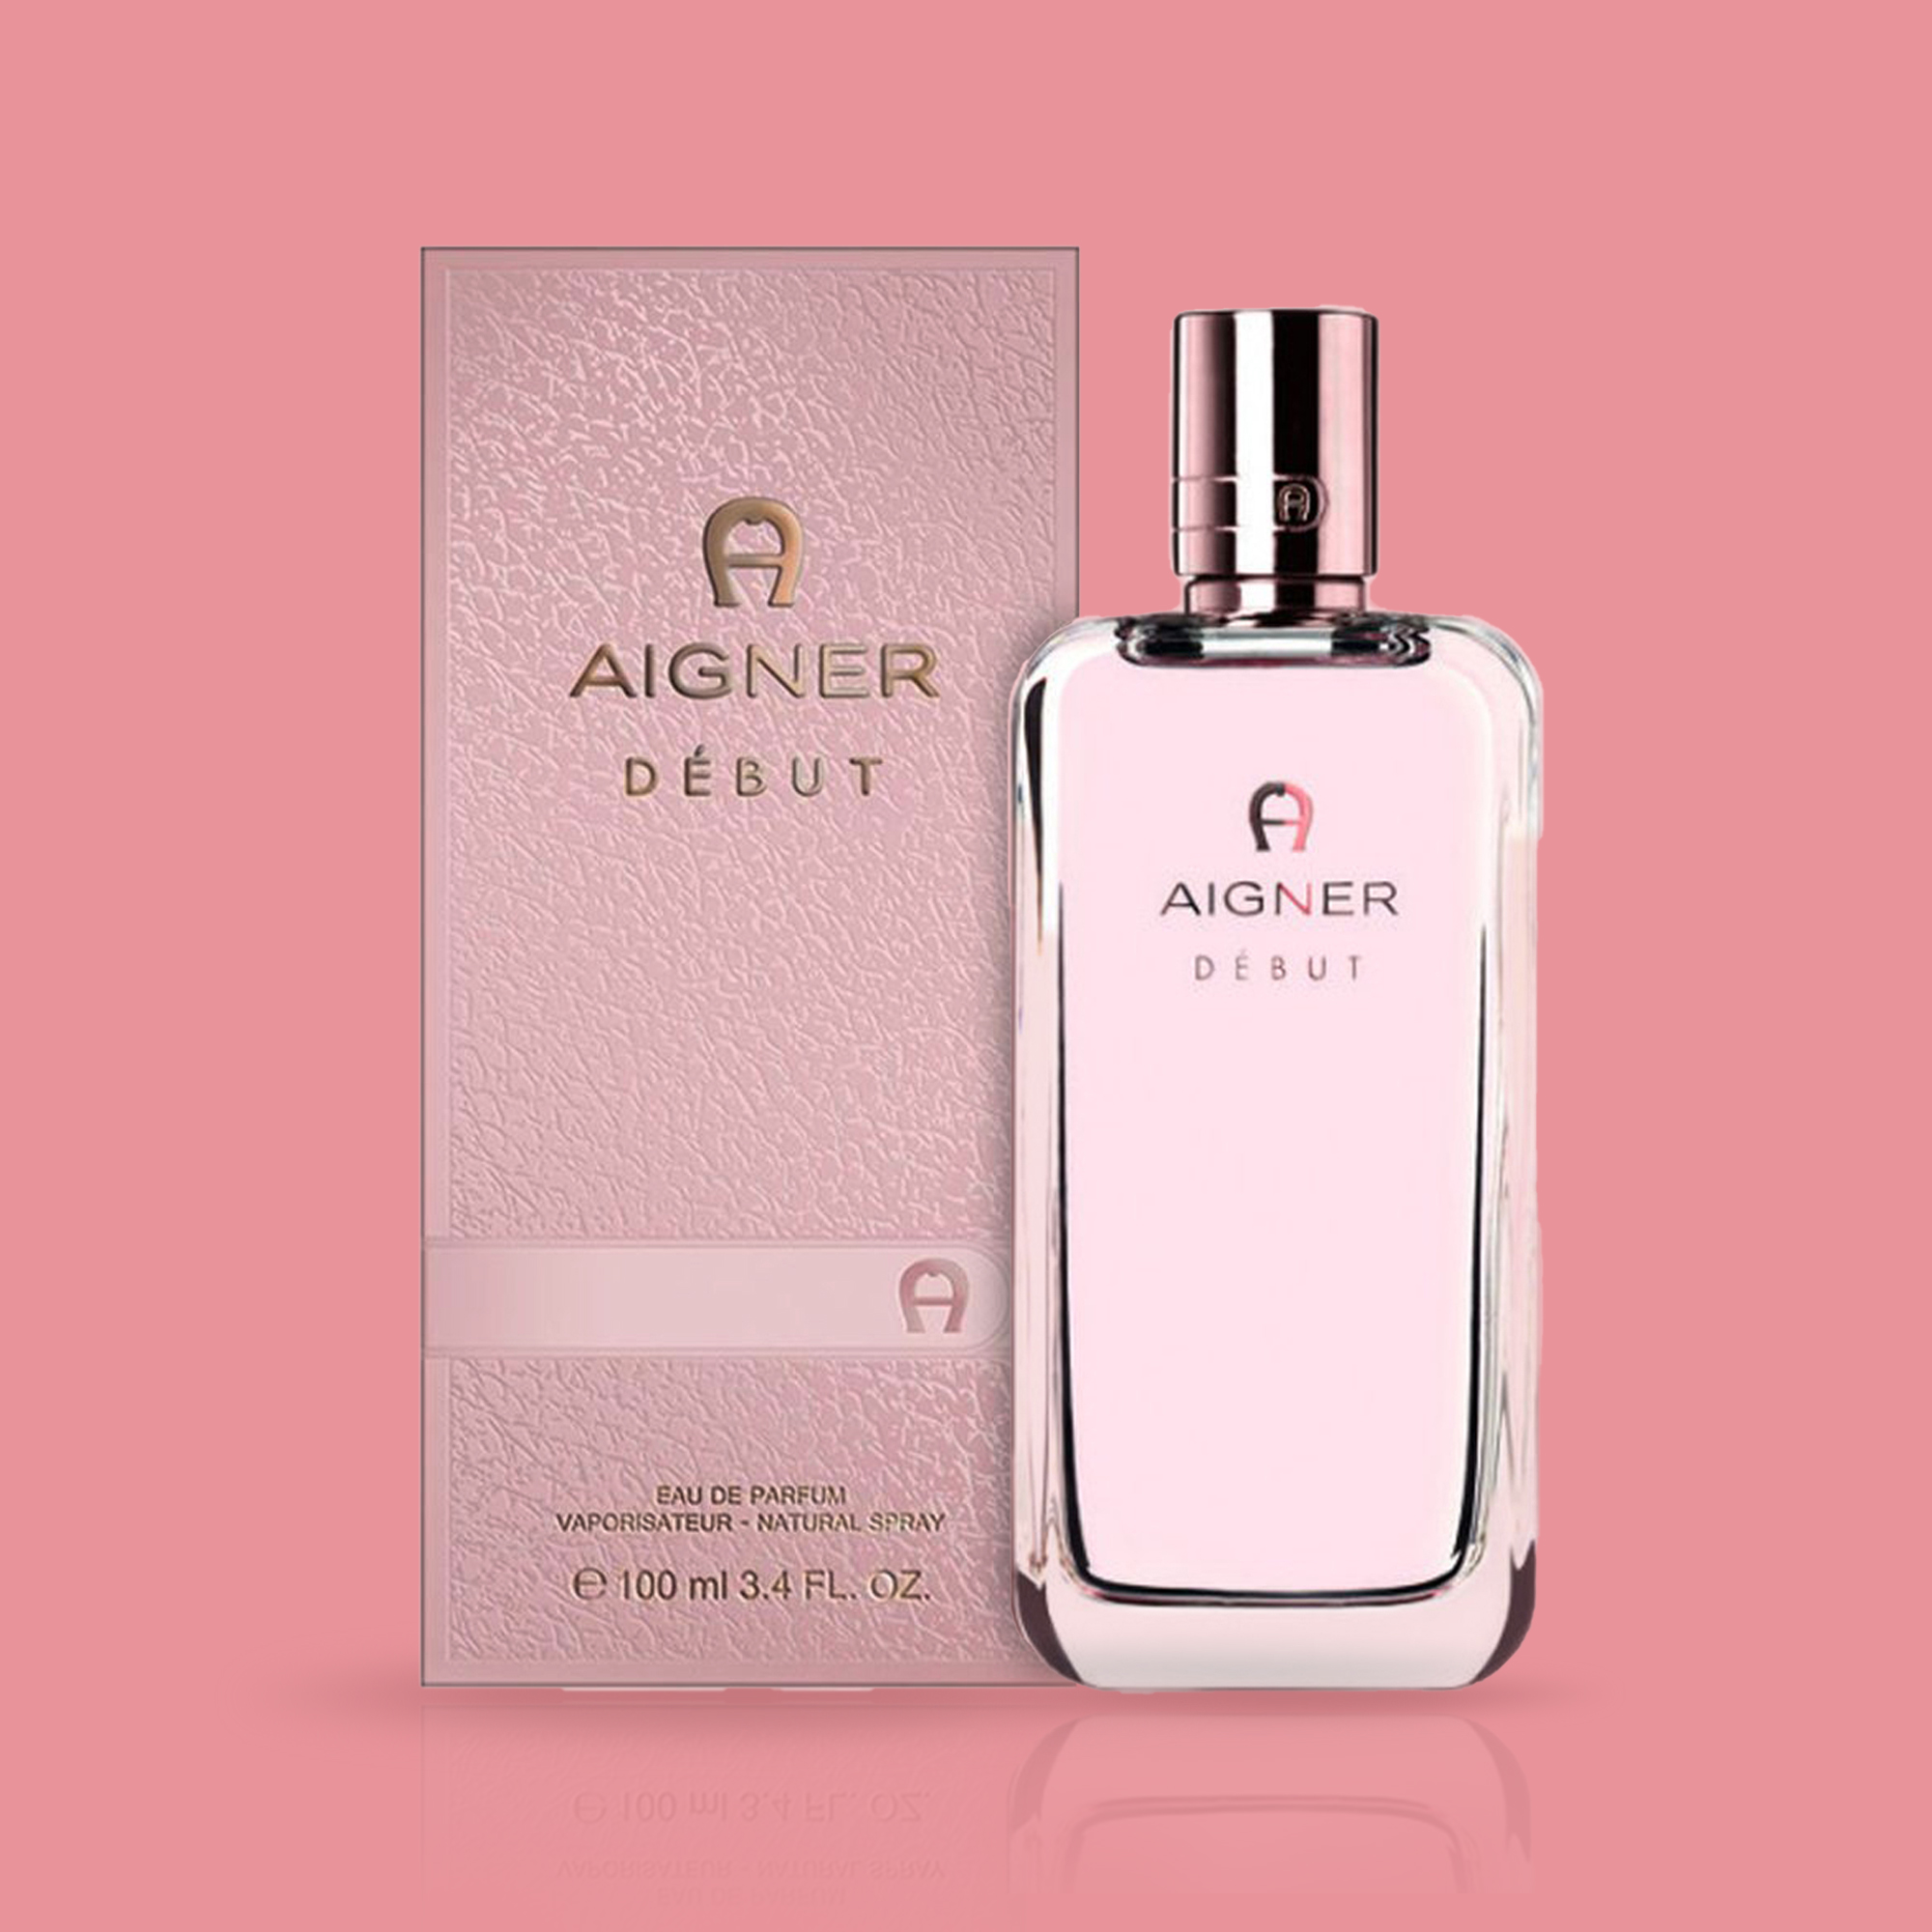 AIGNER
DÉBUT
EAU DE PARFUM
VAPORISATEUR - NATURAL SPRAY
℮ 100 ml 3.4 FL. OZ.
AIGNER
DÉBUT